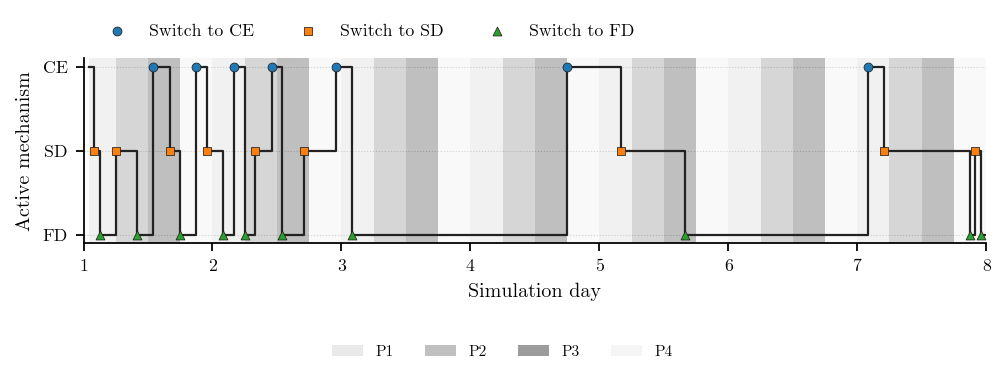 Switch to CE Switch to SD Switch to FD
CE
SD
FD
Active mechanism
1 2 3 4 5 6 7 8
Simulation day
P1 P2 P3 P4